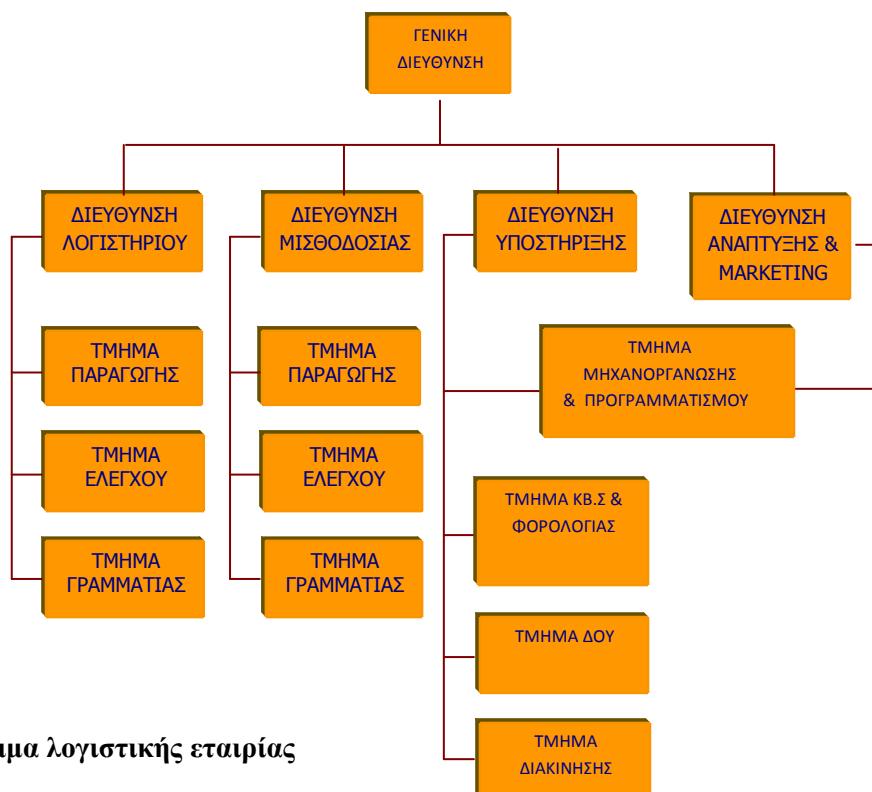 ΓΕΝΙΚΗ
ΔΙΕΥΘΥΝΣΗ
ΔΙΕΥΘΥΝΣΗ
ΛΟΓΙΣΤΗΡΙΟΥ
ΔΙΕΥΘΥΝΣΗ
ΜΙΣΘΟΔΟΣΙΑΣ
ΔΙΕΥΘΥΝΣΗ
ΥΠΟΣΤΗΡΙΞΗΣ
ΔΙΕΥΘΥΝΣΗ
ΑΝΑΠΤΥΞΗΣ &
MARKETING
ΤΜΗΜΑ
ΠΑΡΑΓΩΓΗΣ
ΤΜΗΜΑ
ΠΑΡΑΓΩΓΗΣ
ΤΜΗΜΑ
ΜΗΧΑΝΟΡΓΑΝΩΣΗΣ
& ΠΡΟΓΡΑΜΜΑΤΙΣΜΟΥ
ΤΜΗΜΑ
ΕΛΕΓΧΟΥ
ΤΜΗΜΑ
ΕΛΕΓΧΟΥ
ΤΜΗΜΑ ΚΒ.Σ &
ΦΟΡΟΛΟΓΙΑΣ
ΤΜΗΜΑ
ΓΡΑΜΜΑΤΙΑΣ
ΤΜΗΜΑ
ΓΡΑΜΜΑΤΙΑΣ
ΤΜΗΜΑ ΔΟΥ
ΤΜΗΜΑ
ΔΙΑΚΙΝΗΣΗΣ
λογιστικής εταιρίας